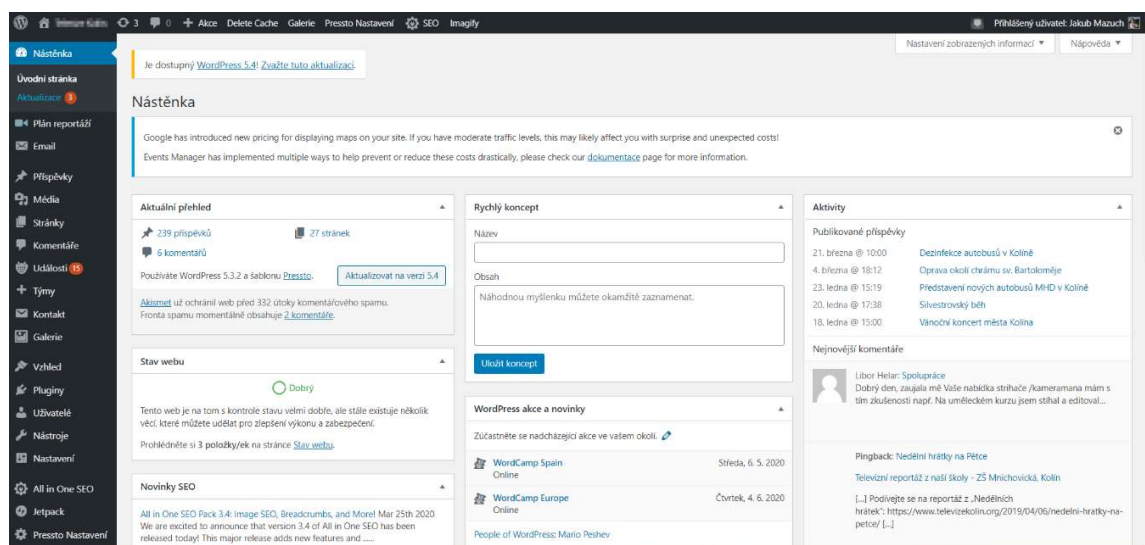 3 0 + Akce Delete Cache Galerie Pressto Nastavení SEO Imagify
Přihlášený uživatel: Jakub Mazuch
Nastavení zobrazených informací ▼ Nápověda ▼
Nástěnka
Úvodní stránka
Aktualizace 3
Plán reportáží
Email
Příspěvky
Média
Stránky
Komentáře
Události 15
Týmy
Kontakt
Galerie
Vzhled
Pluginy
Uživatelé
Nástroje
Nastavení
All in One SEO
Jetpack
Pressto Nastavení
Je dostupný WordPress 5.4! Zvažte tuto aktualizaci.
Nástěnka
Google has introduced new pricing for displaying maps on your site. If you have moderate traffic levels, this may likely affect you with surprise and unexpected costs!
Events Manager has implemented multiple ways to help prevent or reduce these costs drastically, please check our dokumentace page for more information.
Aktuální přehled
239 příspěvků 27 stránek
6 komentářů
Používáte WordPress 5.3.2 a šablonu Pressto.
Aktualizovat na verzi 5.4
Akismet už ochránil web před 332 útoky komentářového spamu.
Fronta spamu momentálně obsahuje 2 komentáře.
Stav webu
Dobrý
Tento web je na tom s kontrole stavu velmi dobře, ale stále existuje několik
věcí, které můžete udělat pro zlepšení výkonu a zabezpečení.
Prohlédněte si 3 položky/ek na stránce Stav webu.
Novinky SEO
All in One SEO Pack 3.4: Image SEO, Breadcrumbs, and More! Mar 25th 2020
We are excited to announce that version 3.4 of All in One SEO has been
released today! This major release adds new features and ......
Rychlý koncept
Název
Obsah
Náhodnou myšlenku můžete okamžitě zaznamenat.
Uložit koncept
WordPress akce a novinky
Zúčastněte se nadcházející akce ve vašem okolí.
WordCamp Spain Středa, 6. 5. 2020
Online
WordCamp Europe Čtvrtek, 4. 6. 2020
Online
People of WordPress: Mario Peshev
Aktivity
Publikované příspěvky
21. března @ 10:00 Dezinfekce autobusů v Kolíně
4. března @ 18:12 Oprava okolí chrámu sv. Bartoloměje
23. ledna @ 15:19 Představení nových autobusů MHD v Kolíně
20. ledna @ 17:38 Silvestrovský běh
18. ledna @ 15:00 Vánoční koncert města Kolína
Nejnovější komentáře
Libor Helar: Spolupráce
Dobrý den, zaujala mě Vaše nabídka strihače /kameramana mám s
tím zkušenosti např. Na uměleckém kurzu jsem stíhal a editoval...
Pingback: Nedělní hrátky na Pětce
Televizní reportáž z naší školy - ZŠ Mnichovická, Kolín
[...] Podívejte se na reportáž z „Nedělních
hrátek": https://www.televizekolin.org/2019/04/06/nedelni-hratky-na-
petce/ [...]